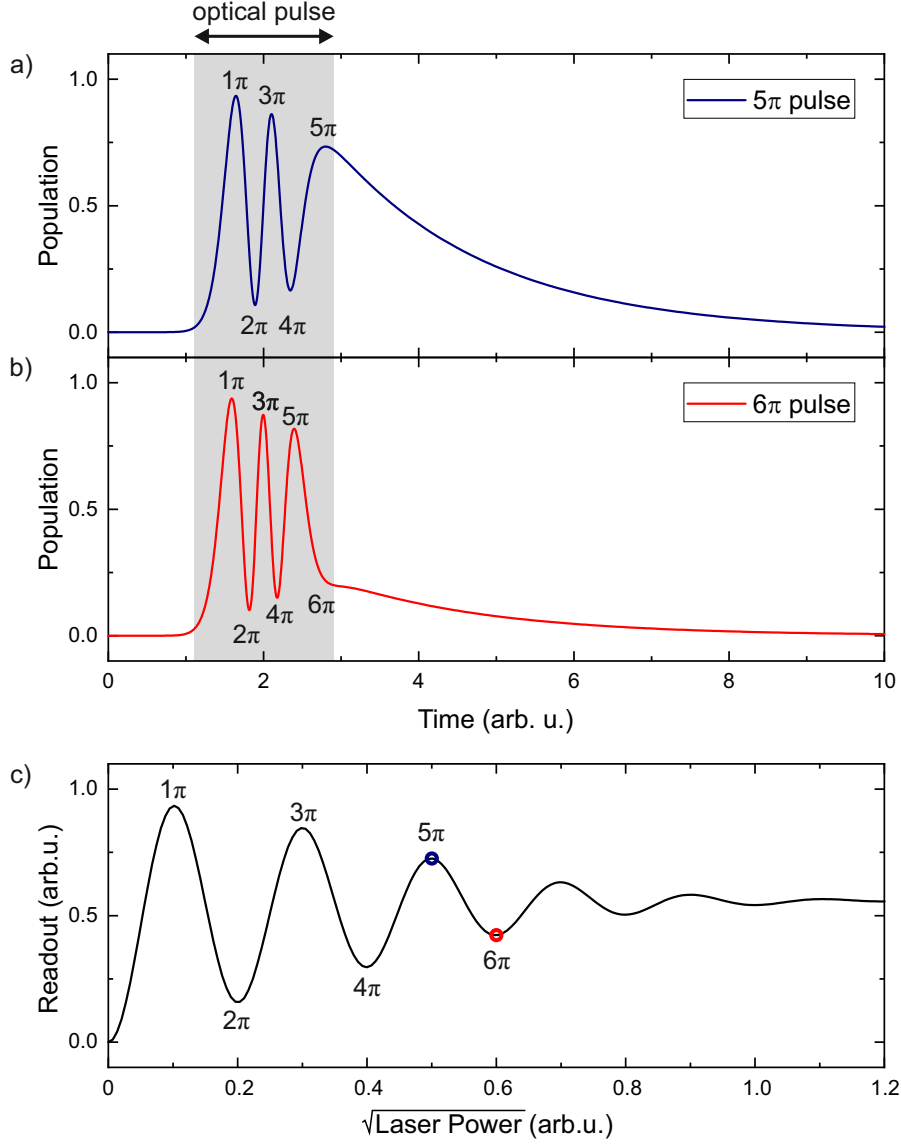 optical pulse
a)
1.0
1π
3π
5π
5π pulse
Population
0.5
2π
4π
0.0
b)
1.0
1π
3π
5π
6π pulse
Population
0.5
2π
4π
6π
0.0
0
2
4
6
8
10
Time (arb. u.)
c)
1.0
1π
3π
5π
Readout (arb.u.)
0.5
2π
4π
6π
0.0
0
0.2
0.4
0.6
0.8
1.0
1.2
√Laser Power (arb.u.)